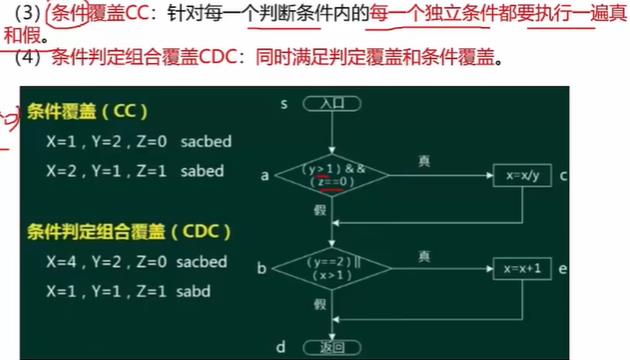 （3）条件覆盖CC：针对每一个判断条件内的每一个独立条件都要执行一遍真
和假。
（4）条件判定组合覆盖CDC：同时满足判定覆盖和条件覆盖。
条件覆盖（CC）
X=1，Y=2，Z=0 sacbed
X=2，Y=1，Z=1 sabed
条件判定组合覆盖（CDC）
X=4，Y=2，Z=0 sacbed
X=1，Y=1，Z=1 sabd
s
入口
a
（y>1）&&
（z==0）
真
x=x/y
c
假
b
（y==2）||
（x>1）
真
x=x+1
e
假
d
返回